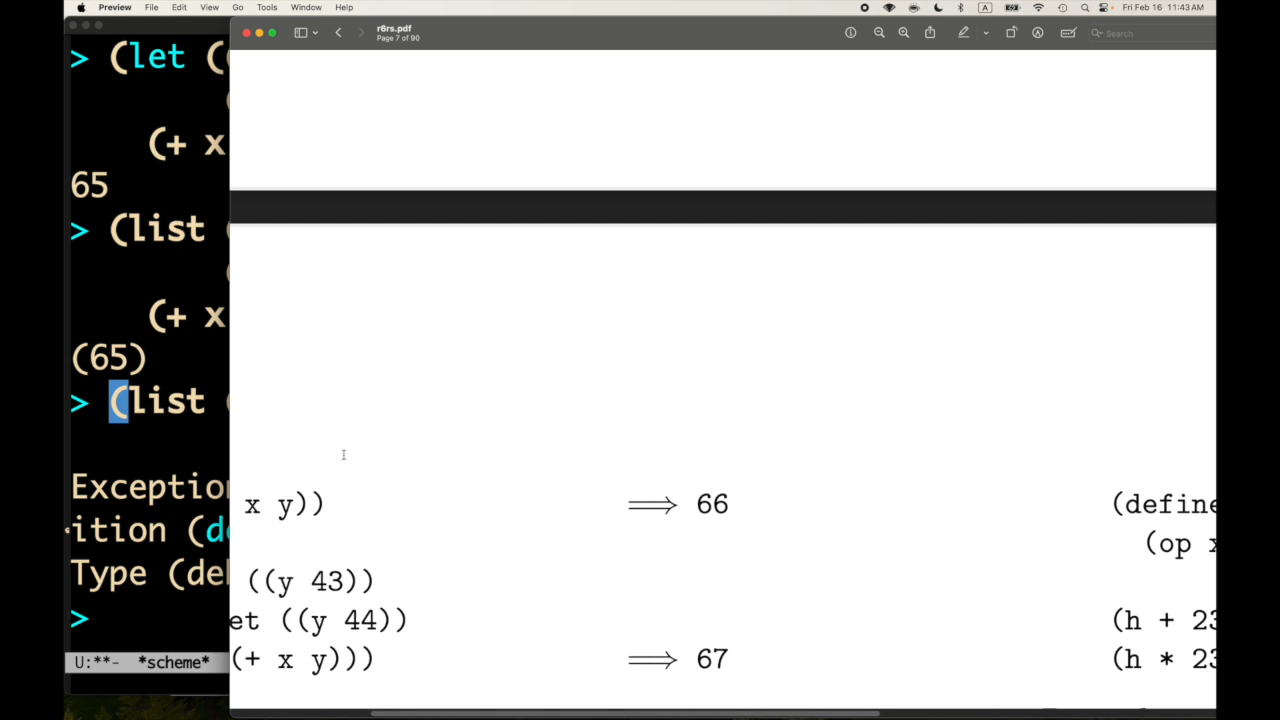 Preview File Edit View Go Tools Window Help A Fri Feb 16 11:43 AM
r6rs.pdf
Page 7 of 90
Search
> (let (
(+ x
65
> (list (
(+ x
(65)
> (list
Exception
ition (de
Type (de
>
U:**- *scheme*
x y)) ⟹ 66
((y 43))
et ((y 44))
(+ x y))) ⟹ 67
(define
(op x
(h + 23
(h * 23